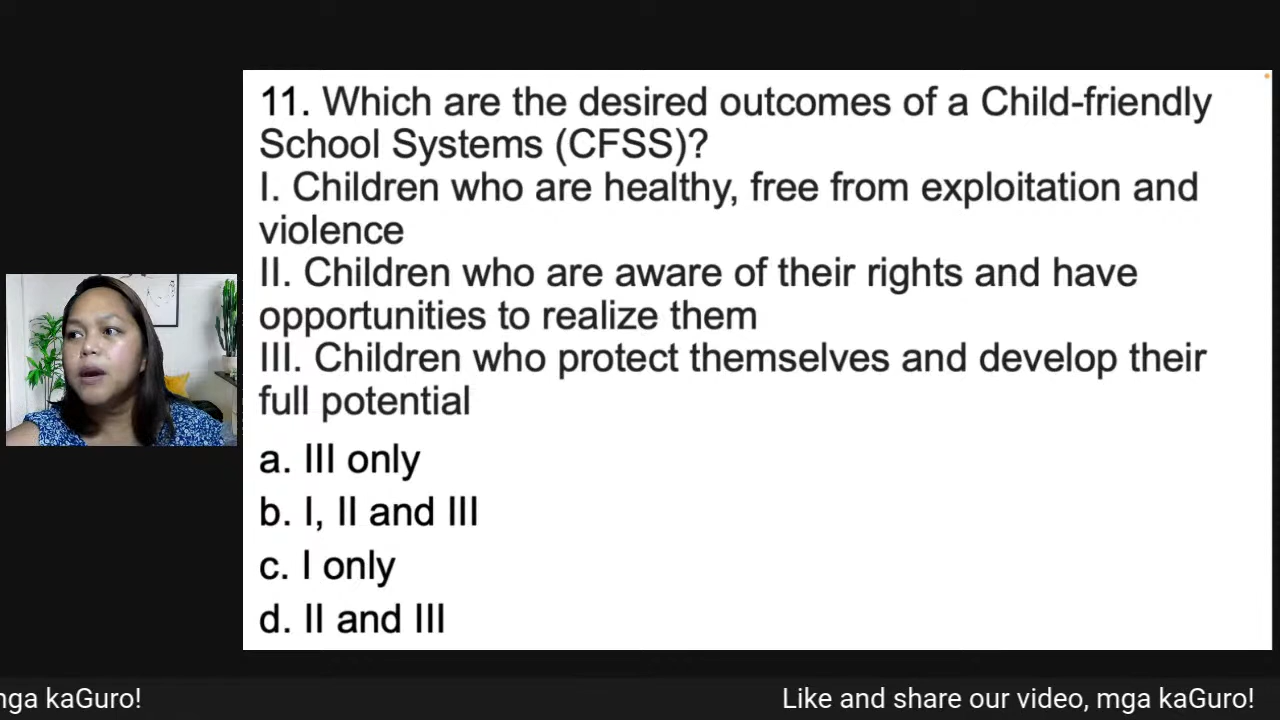 11. Which are the desired outcomes of a Child-friendly
School Systems (CFSS)?
I. Children who are healthy, free from exploitation and
violence
II. Children who are aware of their rights and have
opportunities to realize them
III. Children who protect themselves and develop their
full potential
a. III only
b. I, II and III
c. I only
d. II and III
mga kaGuro!
Like and share our video, mga kaGuro!